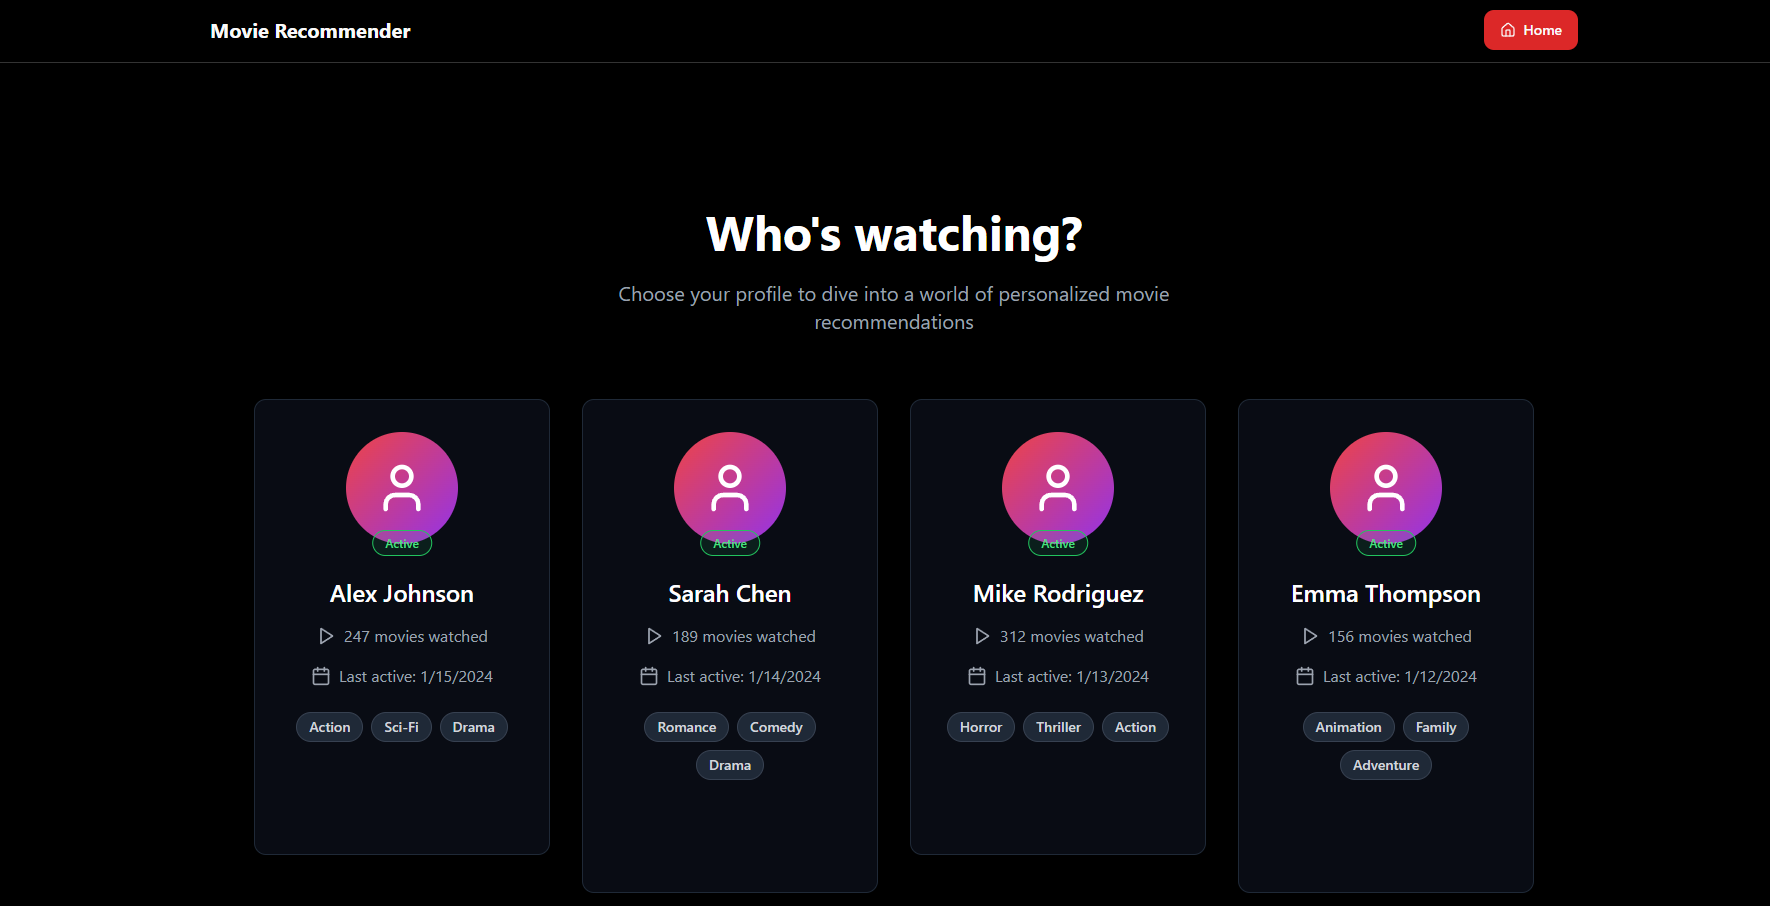 Movie Recommender
Home
Who's watching?
Choose your profile to dive into a world of personalized movie
recommendations
Active
Alex Johnson
247 movies watched
Last active: 1/15/2024
Action Sci-Fi Drama
Active
Sarah Chen
189 movies watched
Last active: 1/14/2024
Romance Comedy
Drama
Active
Mike Rodriguez
312 movies watched
Last active: 1/13/2024
Horror Thriller Action
Active
Emma Thompson
156 movies watched
Last active: 1/12/2024
Animation Family
Adventure